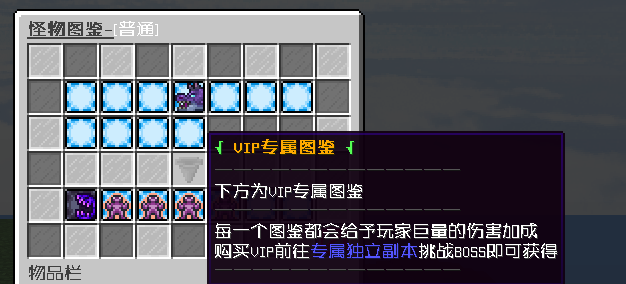 怪物图鉴-[普通]
√ VIP专属图鉴 √
下方为VIP专属图鉴
每一个图鉴都会给予玩家巨量的伤害加成
购买VIP前往专属独立副本挑战BOSS即可获得
物品栏